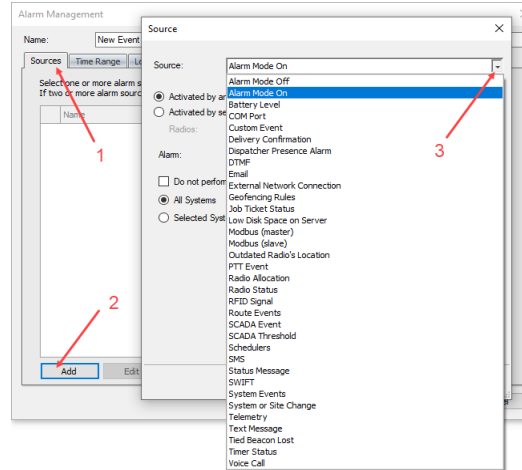 Alarm Management
Name:
New Event
Sources
Time Range
Select one or more alarm s
If two or more alarm sourc
Name
1
2
Add
Edit
Source
Source:
Alarm Mode On
3
Activated by
Activated by se
Radios:
Alarm:
Do not perfor
All Systems
Selected Syst
Alarm Mode Off
Alarm Mode On
Battery Level
COM Port
Custom Event
Delivery Confirmation
Dispatcher Presence Alarm
DTMF
Email
External Network Connection
Geofencing Rules
Job Ticket Status
Low Disk Space on Server
Modbus (master)
Modbus (slave)
Outdated Radio's Location
PTT Event
Radio Allocation
Radio Status
RFID Signal
Route Events
SCADA Event
SCADA Threshold
Schedulers
SMS
Status Message
SWIFT
System Events
System or Site Change
Telemetry
Text Message
Tied Beacon Lost
Timer Status
Voice Call